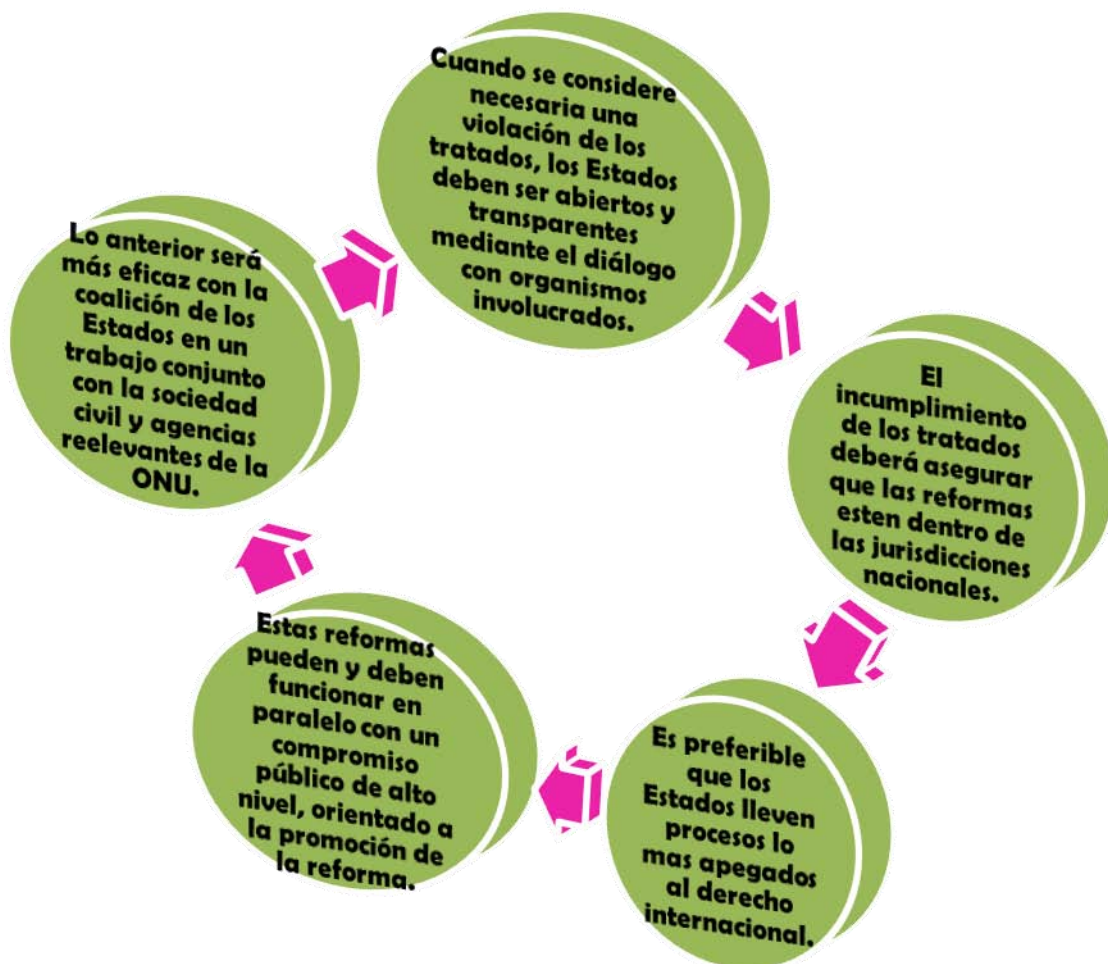 Cuando se considere
necesaria una
violación de los
tratados, los Estados
deben ser abiertos y
transparentes
mediante el diálogo
con organismos
involucrados.
El
incumplimiento
de los tratados
deberá asegurar
que las reformas
esten dentro de
las jurisdicciones
nacionales.
Es preferible
que los
Estados lleven
procesos lo
mas apegados
al derecho
internacional.
Estas reformas
pueden y deben
funcionar en
paralelo con un
compromiso
público de alto
nivel, orientado a
la promoción de
la reforma.
Lo anterior será
más eficaz con la
coalición de los
Estados en un
trabajo conjunto
con la sociedad
civil y agencias
reelevantes de la
ONU.